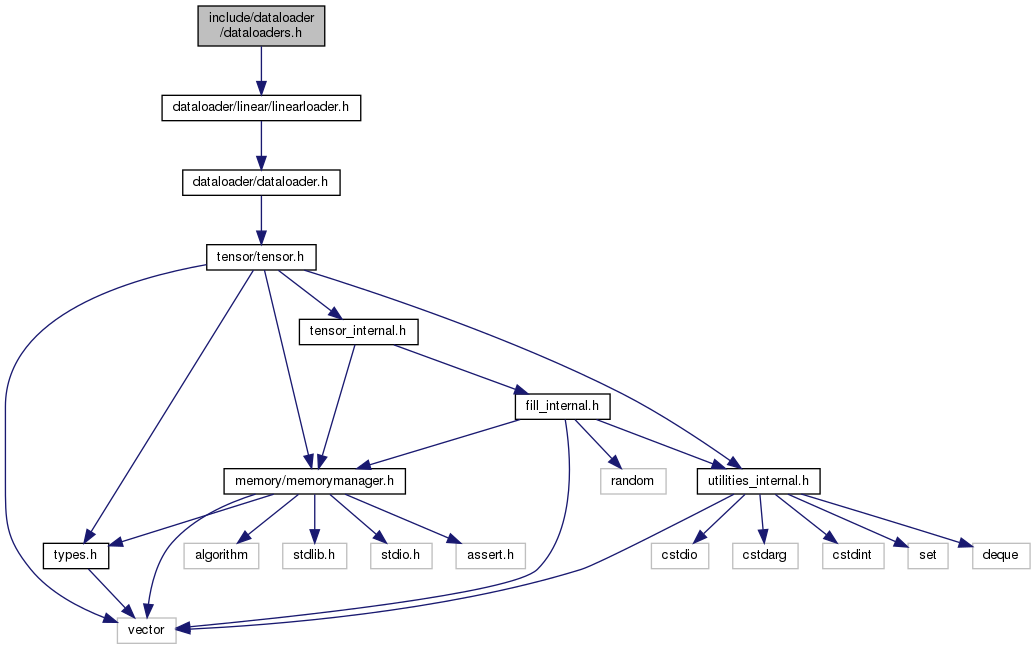 include/dataloader
/dataloaders.h
dataloader/linear/linearloader.h
dataloader/dataloader.h
tensor/tensor.h
tensor_internal.h
fill_internal.h
memory/memorymanager.h
random
utilities_internal.h
types.h
algorithm
stdlib.h
stdio.h
assert.h
cstdio
cstdarg
cstdint
set
deque
vector